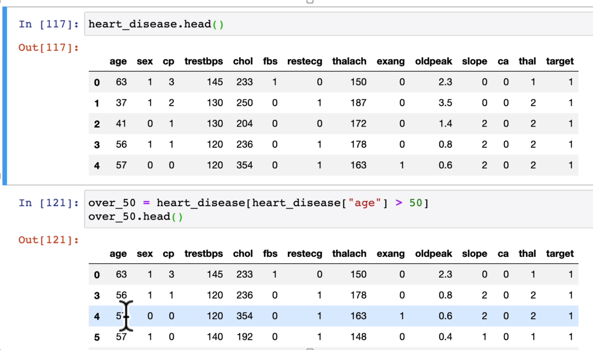 In [117]: heart_disease.head()
Out[117]:
age sex cp trestbps chol fbs restecg thalach exang oldpeak slope ca thal target
0 63 1 3 145 233 1 0 150 0 2.3 0 0 1 1
1 37 1 2 130 250 0 1 187 0 3.5 0 0 2 1
2 41 0 1 130 204 0 0 172 0 1.4 2 0 2 1
3 56 1 1 120 236 0 1 178 0 0.8 2 0 2 1
4 57 0 0 120 354 0 1 163 1 0.6 2 0 2 1
In [121]: over_50 = heart_disease[heart_disease["age"] > 50]
over_50.head()
Out[121]:
age sex cp trestbps chol fbs restecg thalach exang oldpeak slope ca thal target
0 63 1 3 145 233 1 0 150 0 2.3 0 0 1 1
3 56 1 1 120 236 0 1 178 0 0.8 2 0 2 1
4 57 0 0 120 354 0 1 163 1 0.6 2 0 2 1
5 57 1 0 140 192 0 1 148 0 0.4 1 0 1 1